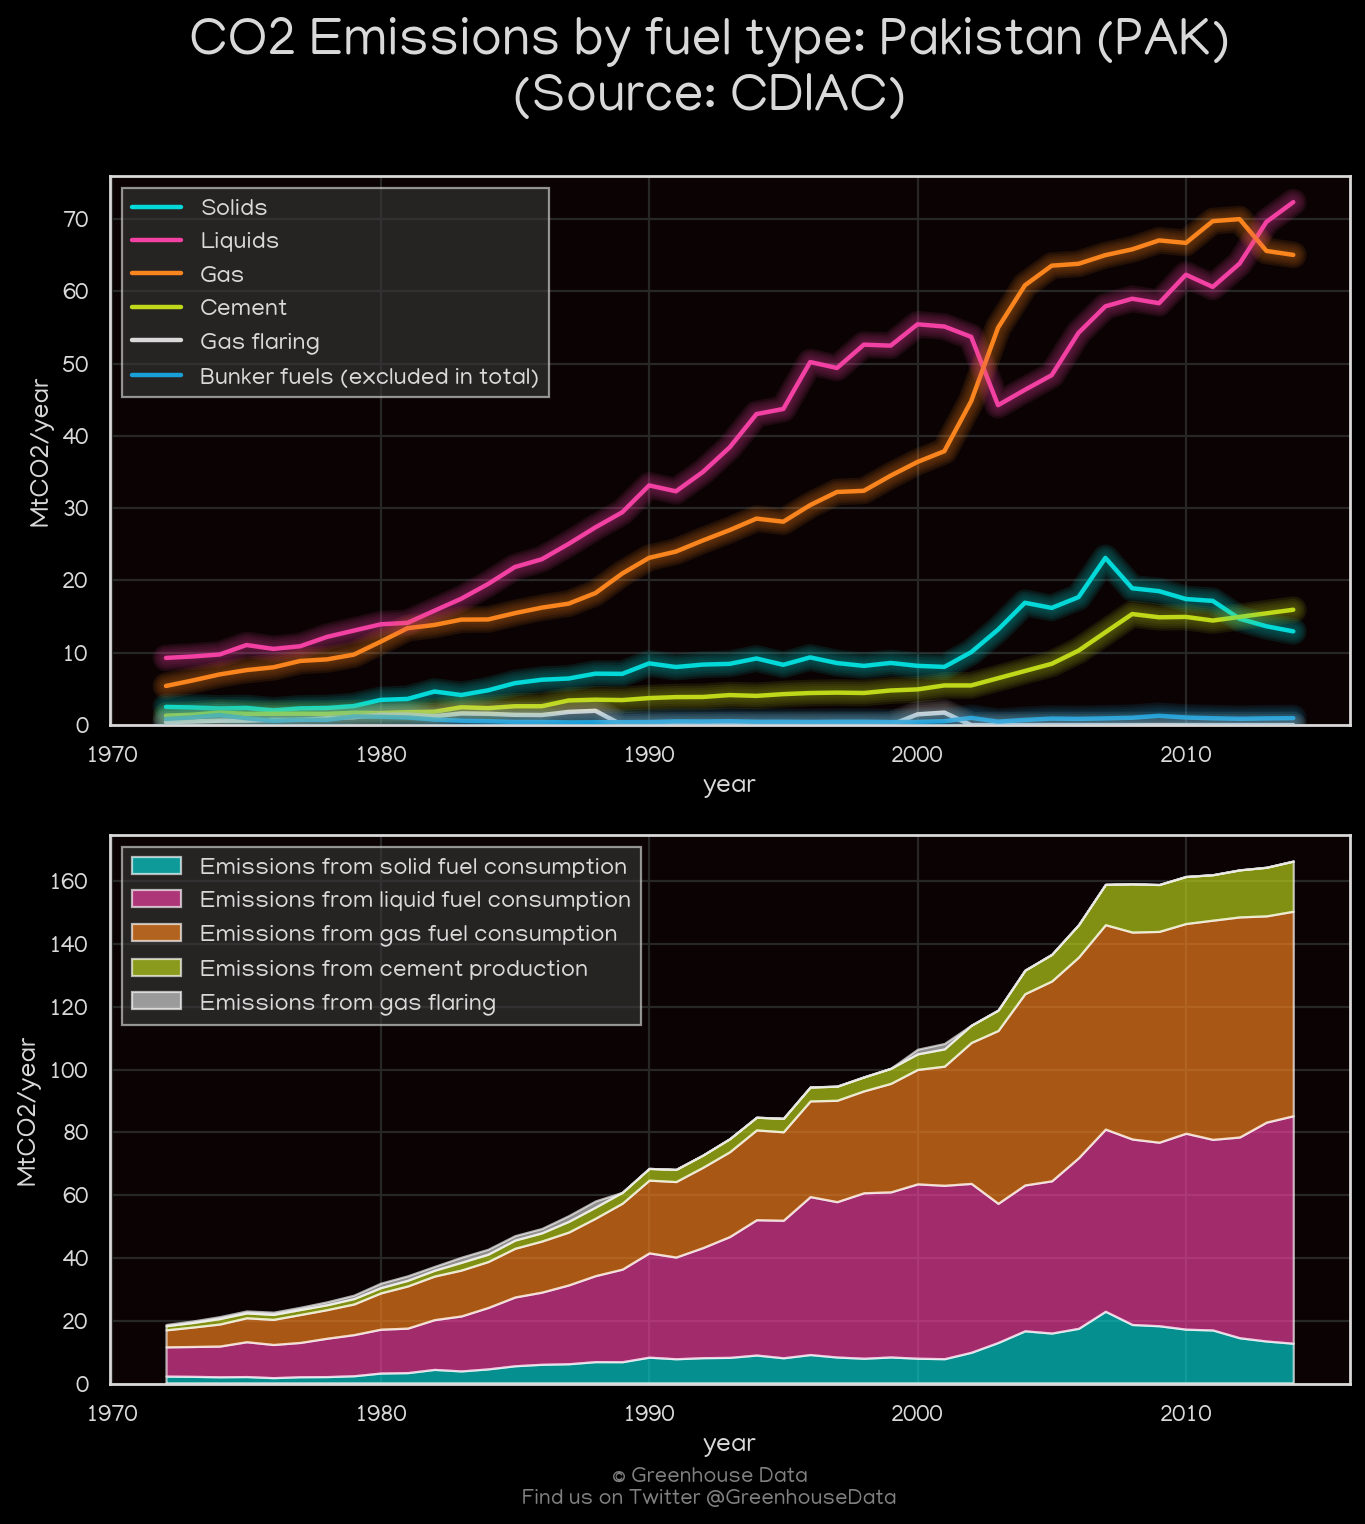 CO2 Emissions by fuel type: Pakistan (PAK)
(Source: CDIAC)
Solids
Liquids
Gas
Cement
Gas flaring
Bunker fuels (excluded in total)
70
60
50
40
30
20
10
0
MtCO2/year
1970
1980
1990
2000
2010
year
Emissions from solid fuel consumption
Emissions from liquid fuel consumption
Emissions from gas fuel consumption
Emissions from cement production
Emissions from gas flaring
160
140
120
100
80
60
40
20
0
MtCO2/year
1970
1980
1990
2000
2010
year
© Greenhouse Data
Find us on Twitter @GreenhouseData